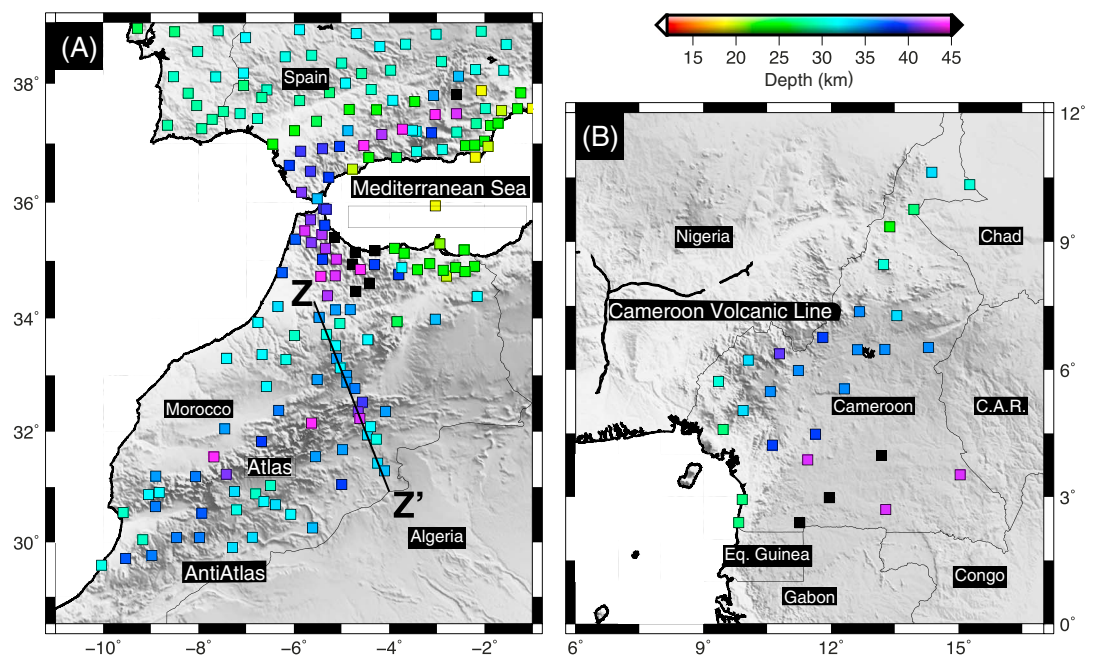 (A)
Spain
Mediterranean Sea
Z
Morocco
Atlas
Z'
Algeria
AntiAtlas
38°
36°
34°
32°
30°
−10° −8° −6° −4° −2°
15 20 25 30 35 40 45
Depth (km)
(B)
Nigeria
Chad
Cameroon Volcanic Line
Cameroon
C.A.R.
Eq. Guinea
Gabon
Congo
12°
9°
6°
3°
0°
6° 9° 12° 15°